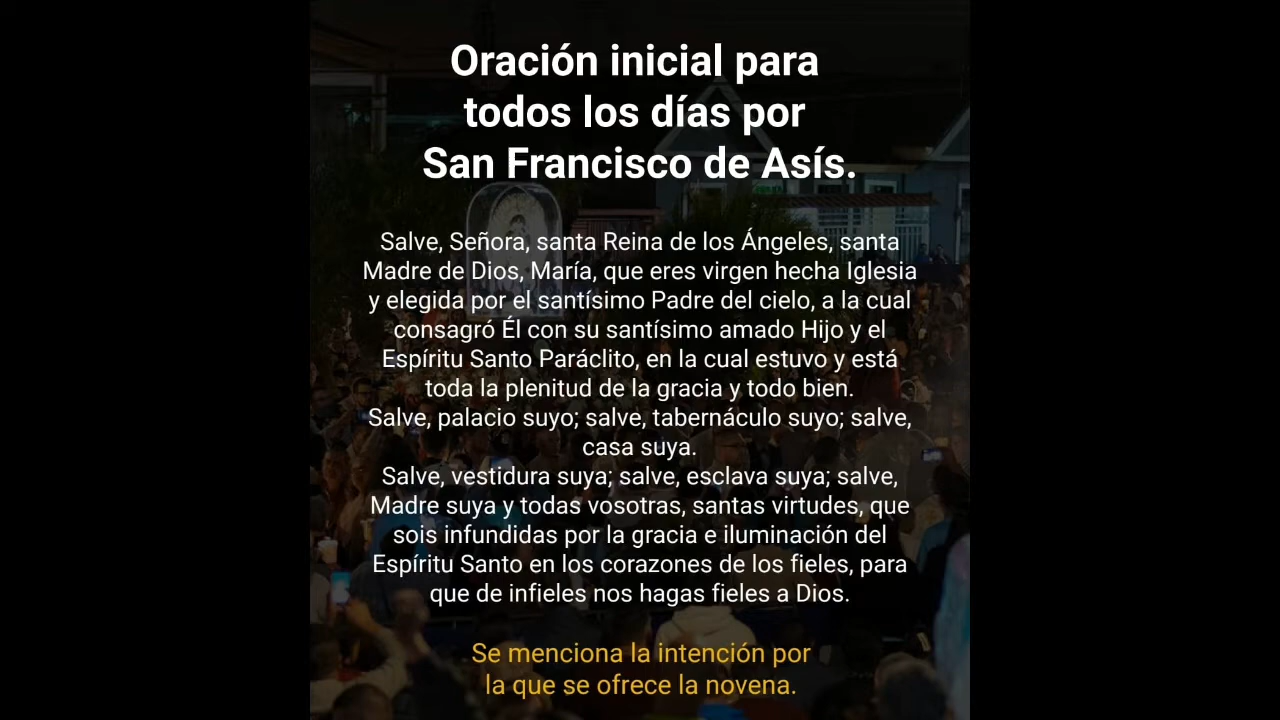 Oración inicial para
todos los días por
San Francisco de Asís.
Salve, Señora, santa Reina de los Ángeles, santa
Madre de Dios, María, que eres virgen hecha Iglesia
y elegida por el santísimo Padre del cielo, a la cual
consagró Él con su santísimo amado Hijo y el
Espíritu Santo Paráclito, en la cual estuvo y está
toda la plenitud de la gracia y todo bien.
Salve, palacio suyo; salve, tabernáculo suyo; salve,
casa suya.
Salve, vestidura suya; salve, esclava suya; salve,
Madre suya y todas vosotras, santas virtudes, que
sois infundidas por la gracia e iluminación del
Espíritu Santo en los corazones de los fieles, para
que de infieles nos hagas fieles a Dios.
Se menciona la intención por
la que se ofrece la novena.